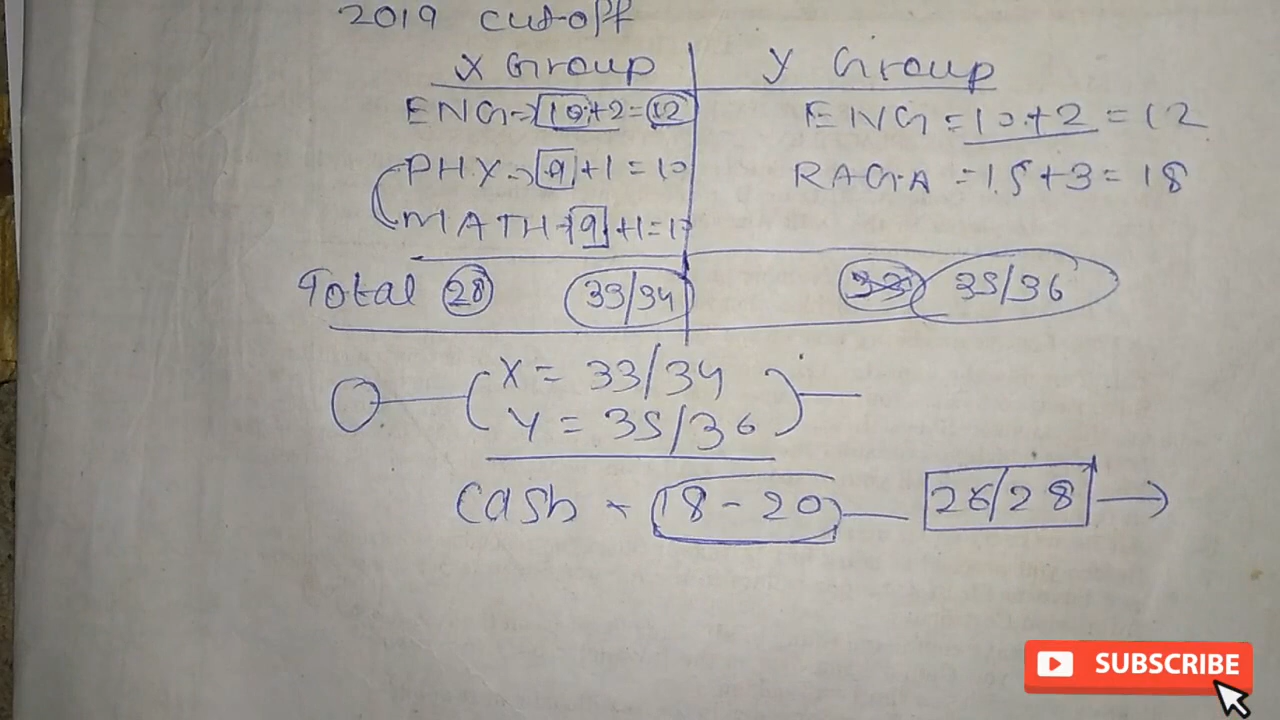 2019 cut-off
X Group Y Group
ENG→10+2=12 ENG=10+2=12
PHY→9+1=10 RAGA=15+3=18
MATH-9+1=10
Total 28 33/34 33 35/36
X= 33/34
Y= 35/36
Cash - 18-20 — 26/28 →
SUBSCRIBE